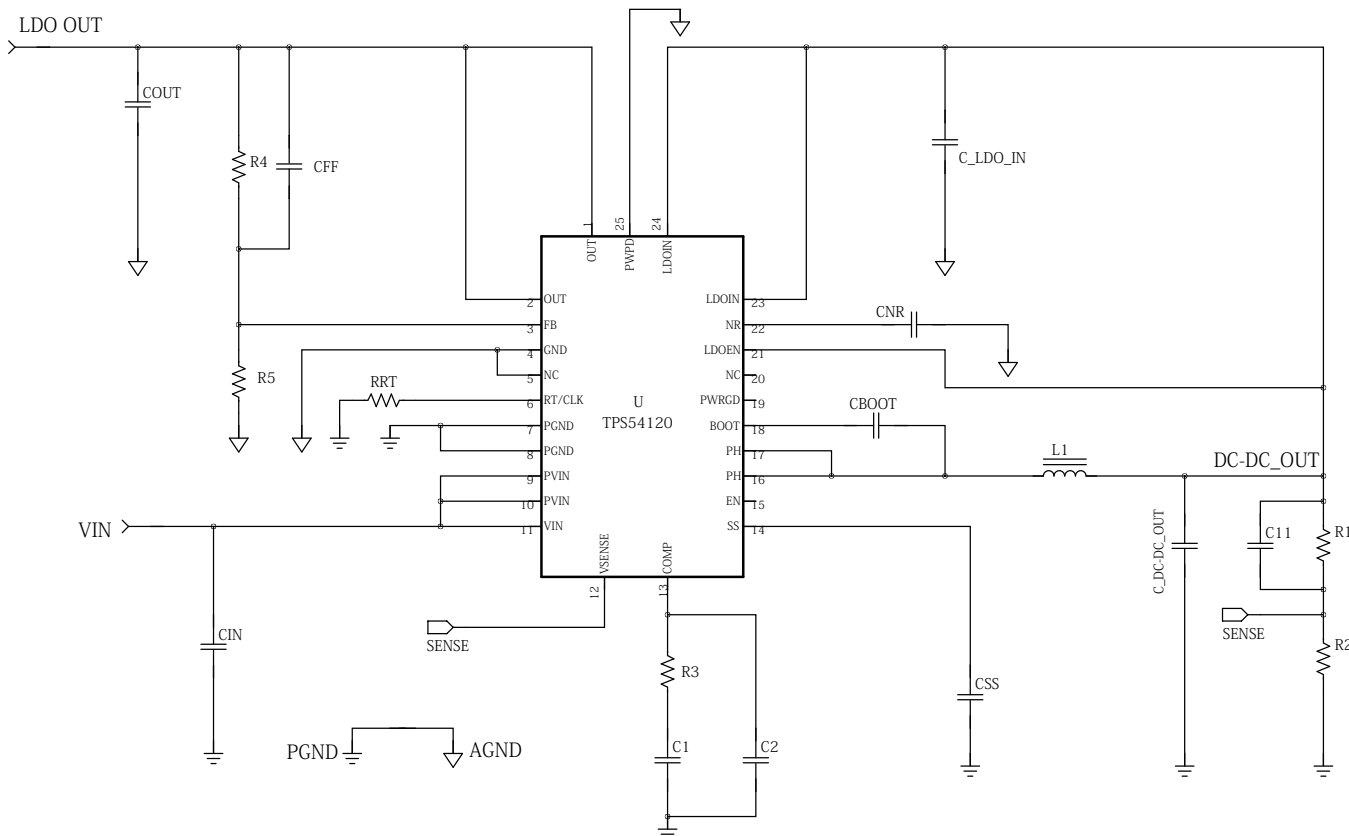 LDO OUT
COUT
R4
CFF
C_LDO_IN
1
25
24
OUT
PWPD
LDOIN
2
OUT
LDOIN
23
3
FB
NR
22
CNR
4
GND
LDOEN
21
R5
RRT
5
NC
NC
20
6
RT/CLK
U
TPS54120
PWRGD
19
CBOOT
7
PGND
BOOT
18
8
PGND
PH
17
L1
DC-DC_OUT
9
PVIN
PH
16
10
PVIN
EN
15
VIN
11
VIN
SS
14
VSENSE
COMP
12
13
C_DC-DC_OUT
C11
R1
CIN
SENSE
SENSE
R2
R3
CSS
PGND
AGND
C1
C2